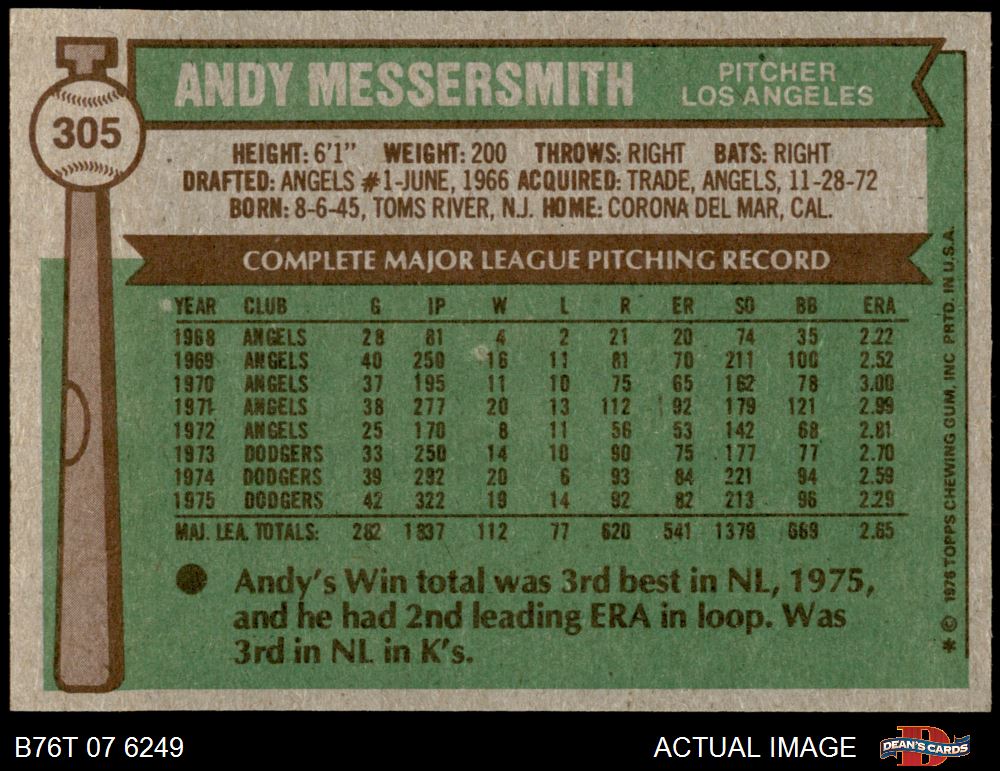 305
ANDY MESSERSMITH
PITCHER
LOS ANGELES
HEIGHT: 6'1" WEIGHT: 200 THROWS: RIGHT BATS: RIGHT
DRAFTED: ANGELS #1-JUNE, 1966 ACQUIRED: TRADE, ANGELS, 11-28-72
BORN: 8-6-45, TOMS RIVER, N.J. HOME: CORONA DEL MAR, CAL.
COMPLETE MAJOR LEAGUE PITCHING RECORD
YEAR CLUB G IP W L R ER SO BB ERA
1968 ANGELS 28 81 4 2 21 20 74 35 2.22
1969 ANGELS 40 250 16 11 81 70 211 100 2.52
1970 ANGELS 37 195 11 10 75 65 162 78 3.00
1971 ANGELS 38 277 20 13 112 92 179 121 2.99
1972 ANGELS 25 170 8 11 56 53 142 68 2.81
1973 DODGERS 33 250 14 10 90 75 177 77 2.70
1974 DODGERS 39 292 20 6 93 84 221 94 2.59
1975 DODGERS 42 322 19 14 92 82 213 96 2.29
MAJ. LEA. TOTALS: 282 1837 112 77 620 541 1379 669 2.65
Andy's Win total was 3rd best in NL, 1975,
and he had 2nd leading ERA in loop. Was
3rd in NL in K's.
* © 1976 TOPPS CHEWING GUM, INC PRTD. IN U.S.A.
B76T 07 6249
ACTUAL IMAGE
DEAN'S CARDS